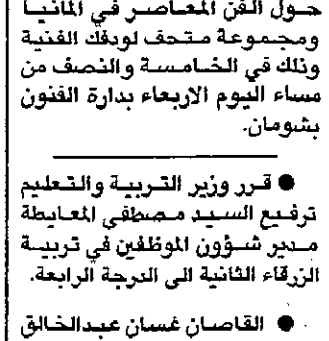 حول الفن المعاصر في المانيا
ومجموعة متحف لودفك الفنية
وذلك في الخامسة والنصف من
مساء اليوم الاربعاء بدارة الفنون
بشومان.
● قرر وزير التربية والتعليم
ترفيع السيد مصطفى المعايطة
مدير شؤون الموظفين في تربية
الزرقاء الثانية الى الدرجة الرابعة.
● القاصان غسان عبدالخالق